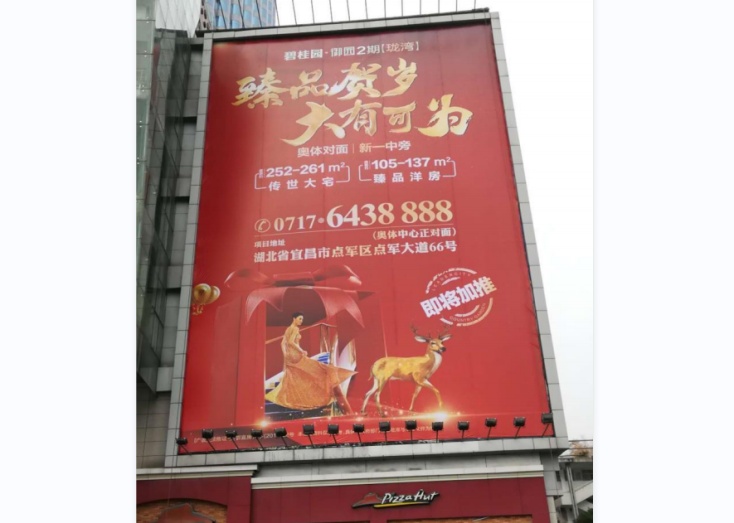 碧桂园·御园2期【珑湾】
臻品贺岁
大有可为
奥体对面 | 新一中旁
252-261 m² 105-137 m²
传世大宅 臻品洋房
0717-6438 888
项目地址 (奥体中心正对面)
湖北省宜昌市点军区点军大道66号
即将加推
Pizza Hut